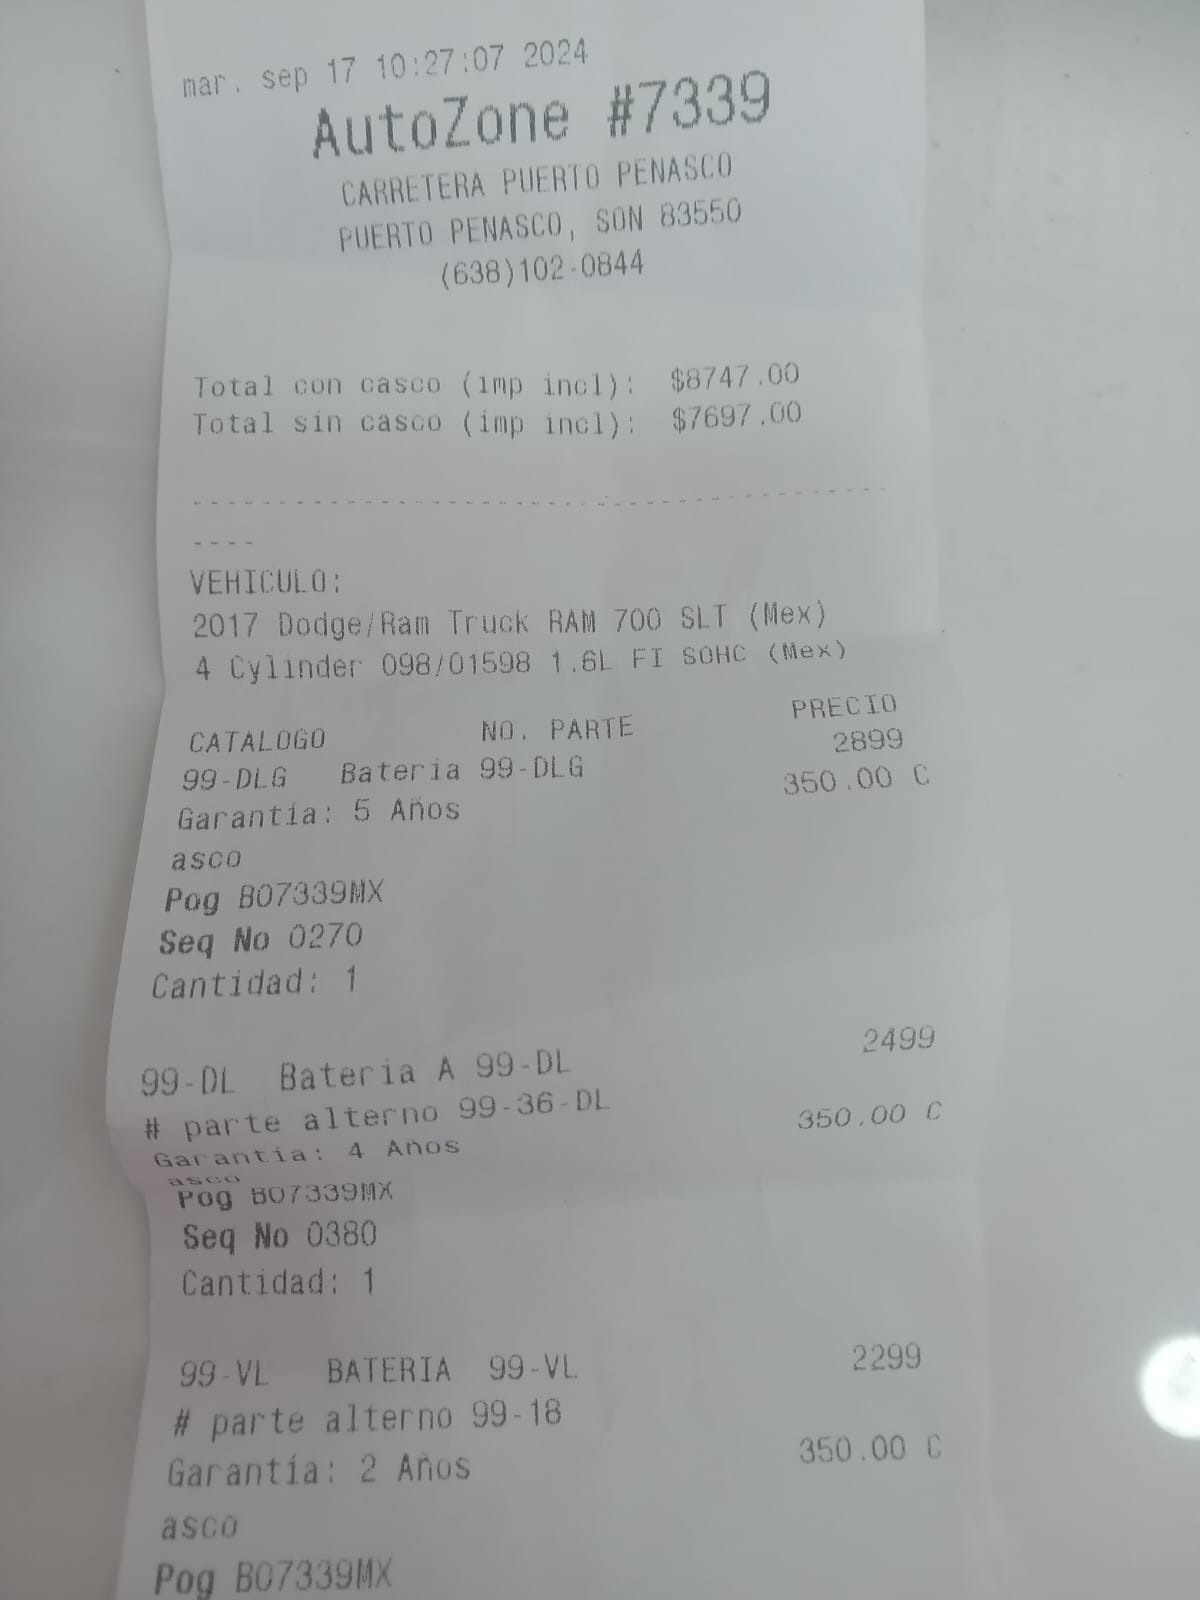 mar. sep 17 10:27:07 2024
AutoZone #7339
CARRETERA PUERTO PENASCO
PUERTO PENASCO, SON 83550
(638)102-0844
Total con casco (imp incl): $8747.00
Total sin casco (imp incl): $7697.00
--------------------------------------------
----
VEHICULO:
2017 Dodge/Ram Truck RAM 700 SLT (Mex)
4 Cylinder 098/01598 1.6L FI SOHC (Mex)
CATALOGO NO. PARTE PRECIO
99-DLG Bateria 99-DLG 2899
Garantía: 5 Años 350.00 C
asco
Pog B07339MX
Seq No 0270
Cantidad: 1
99-DL Bateria A 99-DL 2499
# parte alterno 99-36-DL
Garantía: 4 Años 350.00 C
asco
Pog B07339MX
Seq No 0380
Cantidad: 1
99-VL BATERIA 99-VL 2299
# parte alterno 99-18
Garantía: 2 Años 350.00 C
asco
Pog B07339MX